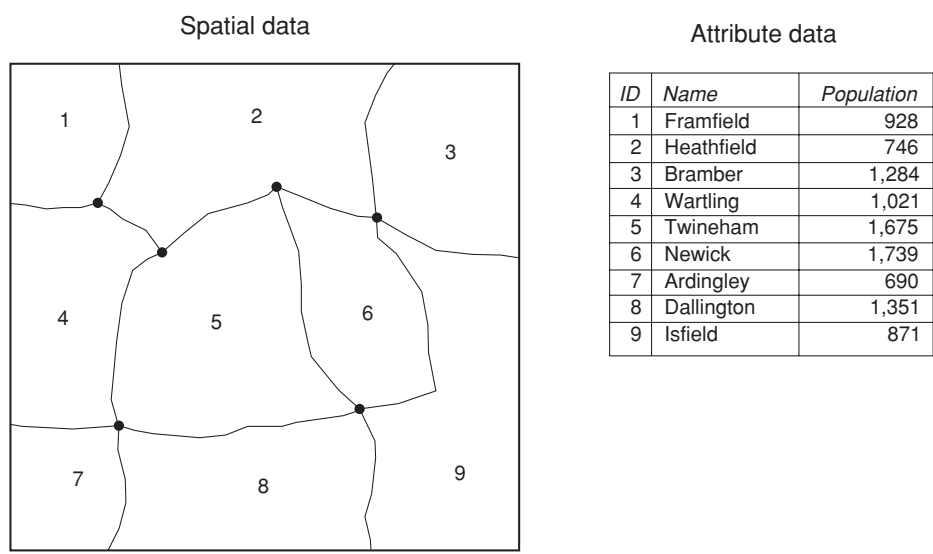 Spatial data
1
2
3
4
5
6
7
8
9
Attribute data
ID Name Population
1 Framfield 928
2 Heathfield 746
3 Bramber 1,284
4 Wartling 1,021
5 Twineham 1,675
6 Newick 1,739
7 Ardingley 690
8 Dallington 1,351
9 Isfield 871